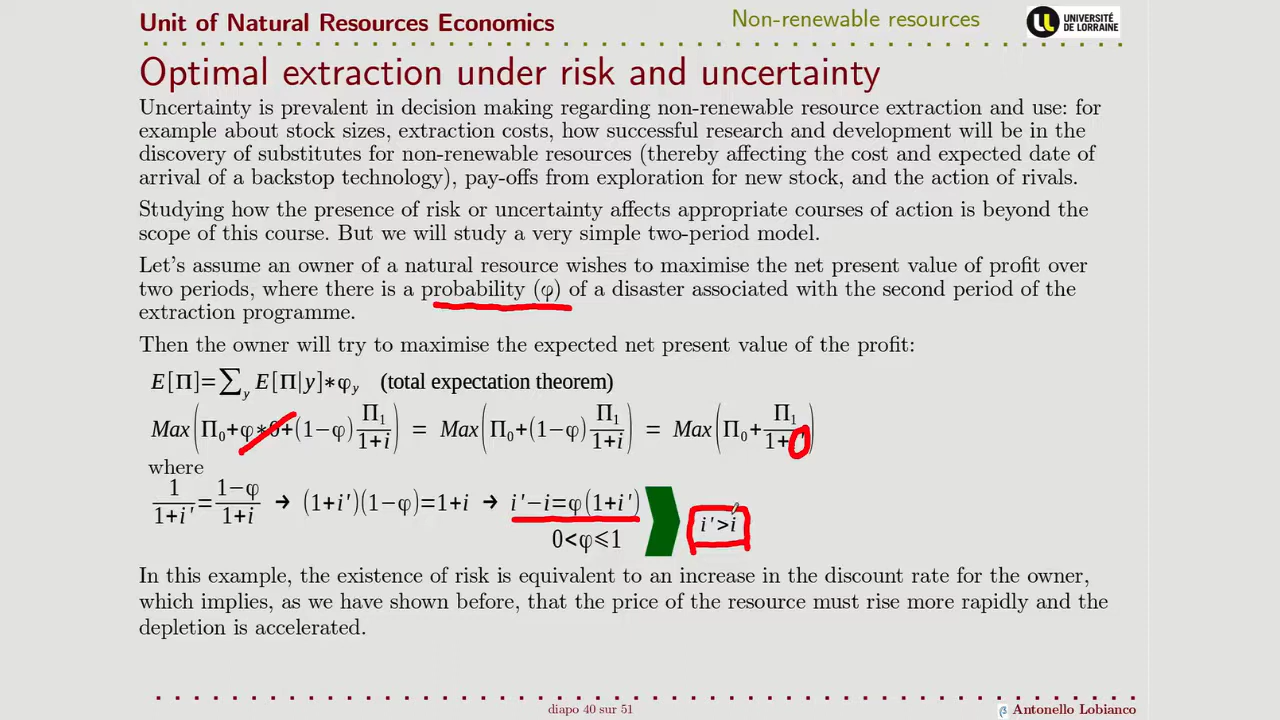 Unit of Natural Resources Economics
Non-renewable resources
UNIVERSITÉ
DE LORRAINE
Optimal extraction under risk and uncertainty
Uncertainty is prevalent in decision making regarding non-renewable resource extraction and use: for
example about stock sizes, extraction costs, how successful research and development will be in the
discovery of substitutes for non-renewable resources (thereby affecting the cost and expected date of
arrival of a backstop technology), pay-offs from exploration for new stock, and the action of rivals.
Studying how the presence of risk or uncertainty affects appropriate courses of action is beyond the
scope of this course. But we will study a very simple two-period model.
Let's assume an owner of a natural resource wishes to maximise the net present value of profit over
two periods, where there is a probability (φ) of a disaster associated with the second period of the
extraction programme.
Then the owner will try to maximise the expected net present value of the profit:
E[Π]=∑_y E[Π|y]∗φ_y (total expectation theorem)
Max(Π₀+φ∗0+(1−φ) Π₁/(1+i)) = Max(Π₀+(1−φ) Π₁/(1+i)) = Max(Π₀+ Π₁/(1+i'))
where
1/(1+i')=(1−φ)/(1+i) → (1+i')(1−φ)=1+i → i'−i=φ(1+i')
0<φ⩽1
i'>i
In this example, the existence of risk is equivalent to an increase in the discount rate for the owner,
which implies, as we have shown before, that the price of the resource must rise more rapidly and the
depletion is accelerated.
diapo 40 sur 51
Antonello Lobianco